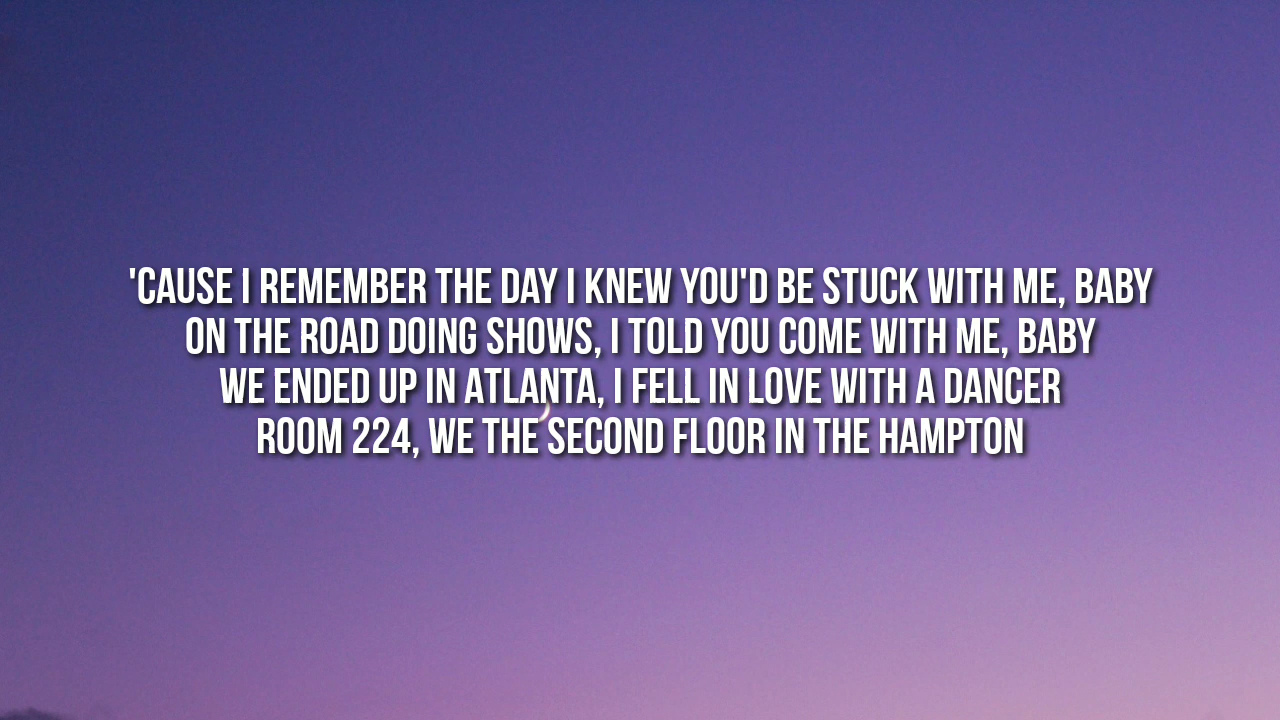 'CAUSE I REMEMBER THE DAY I KNEW YOU'D BE STUCK WITH ME, BABY
ON THE ROAD DOING SHOWS, I TOLD YOU COME WITH ME, BABY
WE ENDED UP IN ATLANTA, I FELL IN LOVE WITH A DANCER
ROOM 224, WE THE SECOND FLOOR IN THE HAMPTON